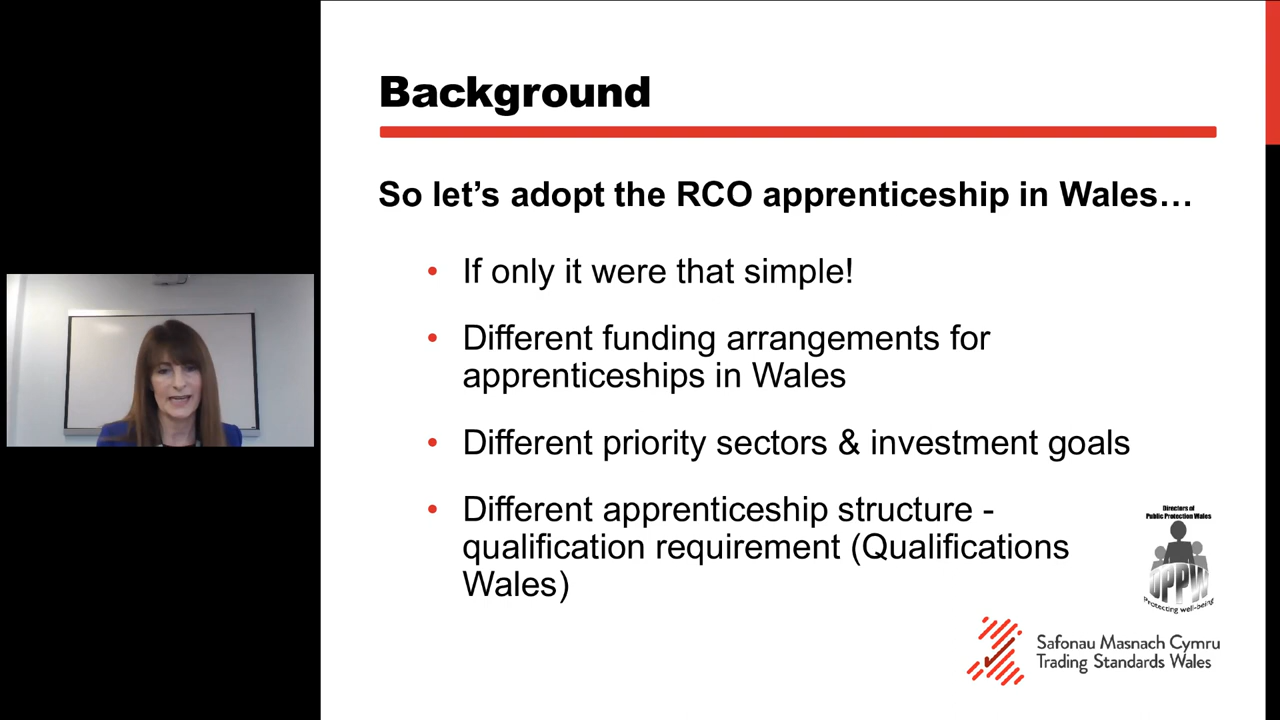 Background
So let's adopt the RCO apprenticeship in Wales…
• If only it were that simple!
• Different funding arrangements for
apprenticeships in Wales
• Different priority sectors & investment goals
• Different apprenticeship structure -
qualification requirement (Qualifications
Wales)
Directors of
Public Protection Wales
DPPW
Protecting well-being
Safonau Masnach Cymru
Trading Standards Wales